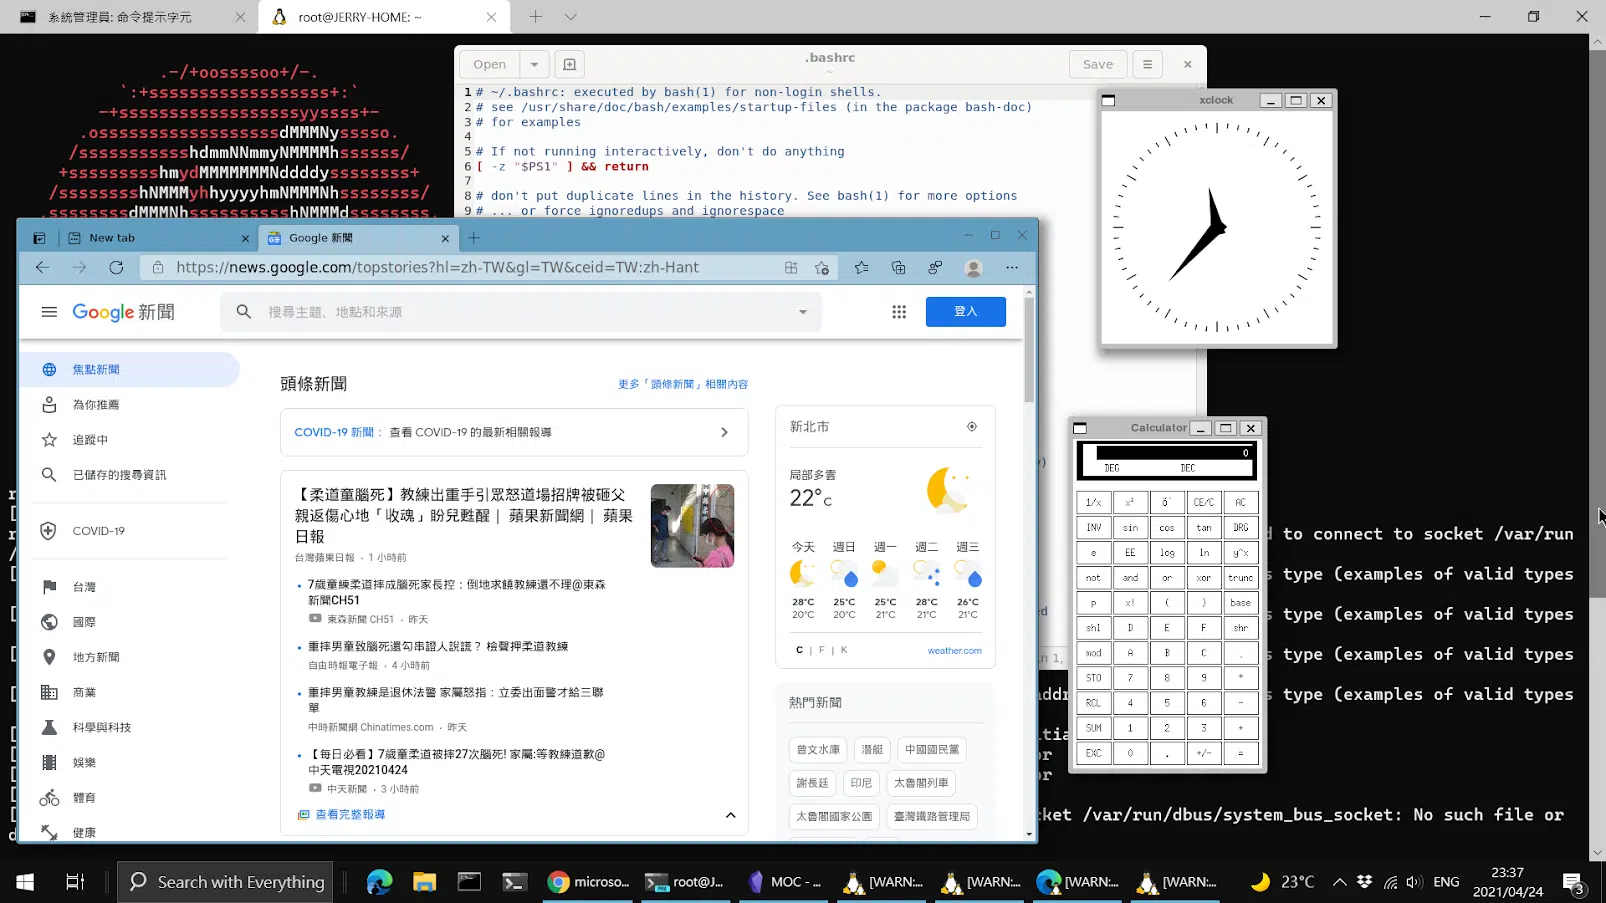 系統管理員: 命令提示字元
root@JERRY-HOME: ~
.-/+oossssoo+/-.
`:+ssssssssssssssssss+:`
-+ssssssssssssssssssyyssss+-
.ossssssssssssssssssdMMMNysssso.
/ssssssssssshdmmNNmmyNMMMMhssssss/
+ssssssssshmydMMMMMMMNddddyssssssss+
/sssssssshNMMMyhhyyyyhmNMMMNhssssssss/
.ssssssssdMMMNhsssssssssshNMMMdssssssss.
Open
.bashrc
~
Save
1 # ~/.bashrc: executed by bash(1) for non-login shells.
2 # see /usr/share/doc/bash/examples/startup-files (in the package bash-doc)
3 # for examples
4
5 # If not running interactively, don't do anything
6 [ -z "$PS1" ] && return
7
8 # don't put duplicate lines in the history. See bash(1) for more options
9 # ... or force ignoredups and ignorespace
xclock
New tab
Google 新聞
https://news.google.com/topstories?hl=zh-TW&gl=TW&ceid=TW:zh-Hant
Google 新聞
搜尋主題、地點和來源
登入
焦點新聞
為你推薦
追蹤中
已儲存的搜尋資訊
COVID-19
台灣
國際
地方新聞
商業
科學與科技
娛樂
體育
健康
頭條新聞
更多「頭條新聞」相關內容
COVID-19 新聞： 查看 COVID-19 的最新相關報導
【柔道童腦死】教練出重手引眾怒道場招牌被砸父
親返傷心地「收魂」盼兒甦醒｜ 蘋果新聞網｜ 蘋果
日報
台灣蘋果日報 · 1 小時前
7歲童練柔道摔成腦死家長控：倒地求饒教練還不理@東森
新聞CH51
東森新聞 CH51 · 昨天
重摔男童致腦死還勾串證人說謊？ 檢聲押柔道教練
自由時報電子報 · 4 小時前
重摔男童教練是退休法警 家屬怒指：立委出面警才給三聯
單
中時新聞網 Chinatimes.com · 昨天
【每日必看】7歲童柔道被摔27次腦死! 家屬:等教練道歉@
中天電視20210424
中天新聞 · 3 小時前
查看完整報導
新北市
局部多雲
22°C
今天 週日 週一 週二 週三
28°C 25°C 25°C 28°C 26°C
20°C 20°C 21°C 21°C 21°C
C | F | K
weather.com
熱門新聞
曾文水庫 潛艇 中國國民黨
謝長廷 印尼 太魯閣列車
太魯閣國家公園 臺灣鐵路管理局
Calculator
0
DEG DEC
1/x x² CE/C AC
INV sin cos tan DRG
e EE log ln y^x
not and or xor trunc
p x! ( ) base
shl D E F shr
mod A B C .
STO 7 8 9 *
RCL 4 5 6 -
SUM 1 2 3 +
EXC 0 . +/- =
d to connect to socket /var/run
s type (examples of valid types
s type (examples of valid types
s type (examples of valid types
addr
s type (examples of valid types
itia
or
or
cket /var/run/dbus/system_bus_socket: No such file or
Search with Everything
microso...
root@J...
MOC - ...
[WARN:...
[WARN:...
[WARN:...
[WARN:...
23°C
ENG
23:37
2021/04/24
3